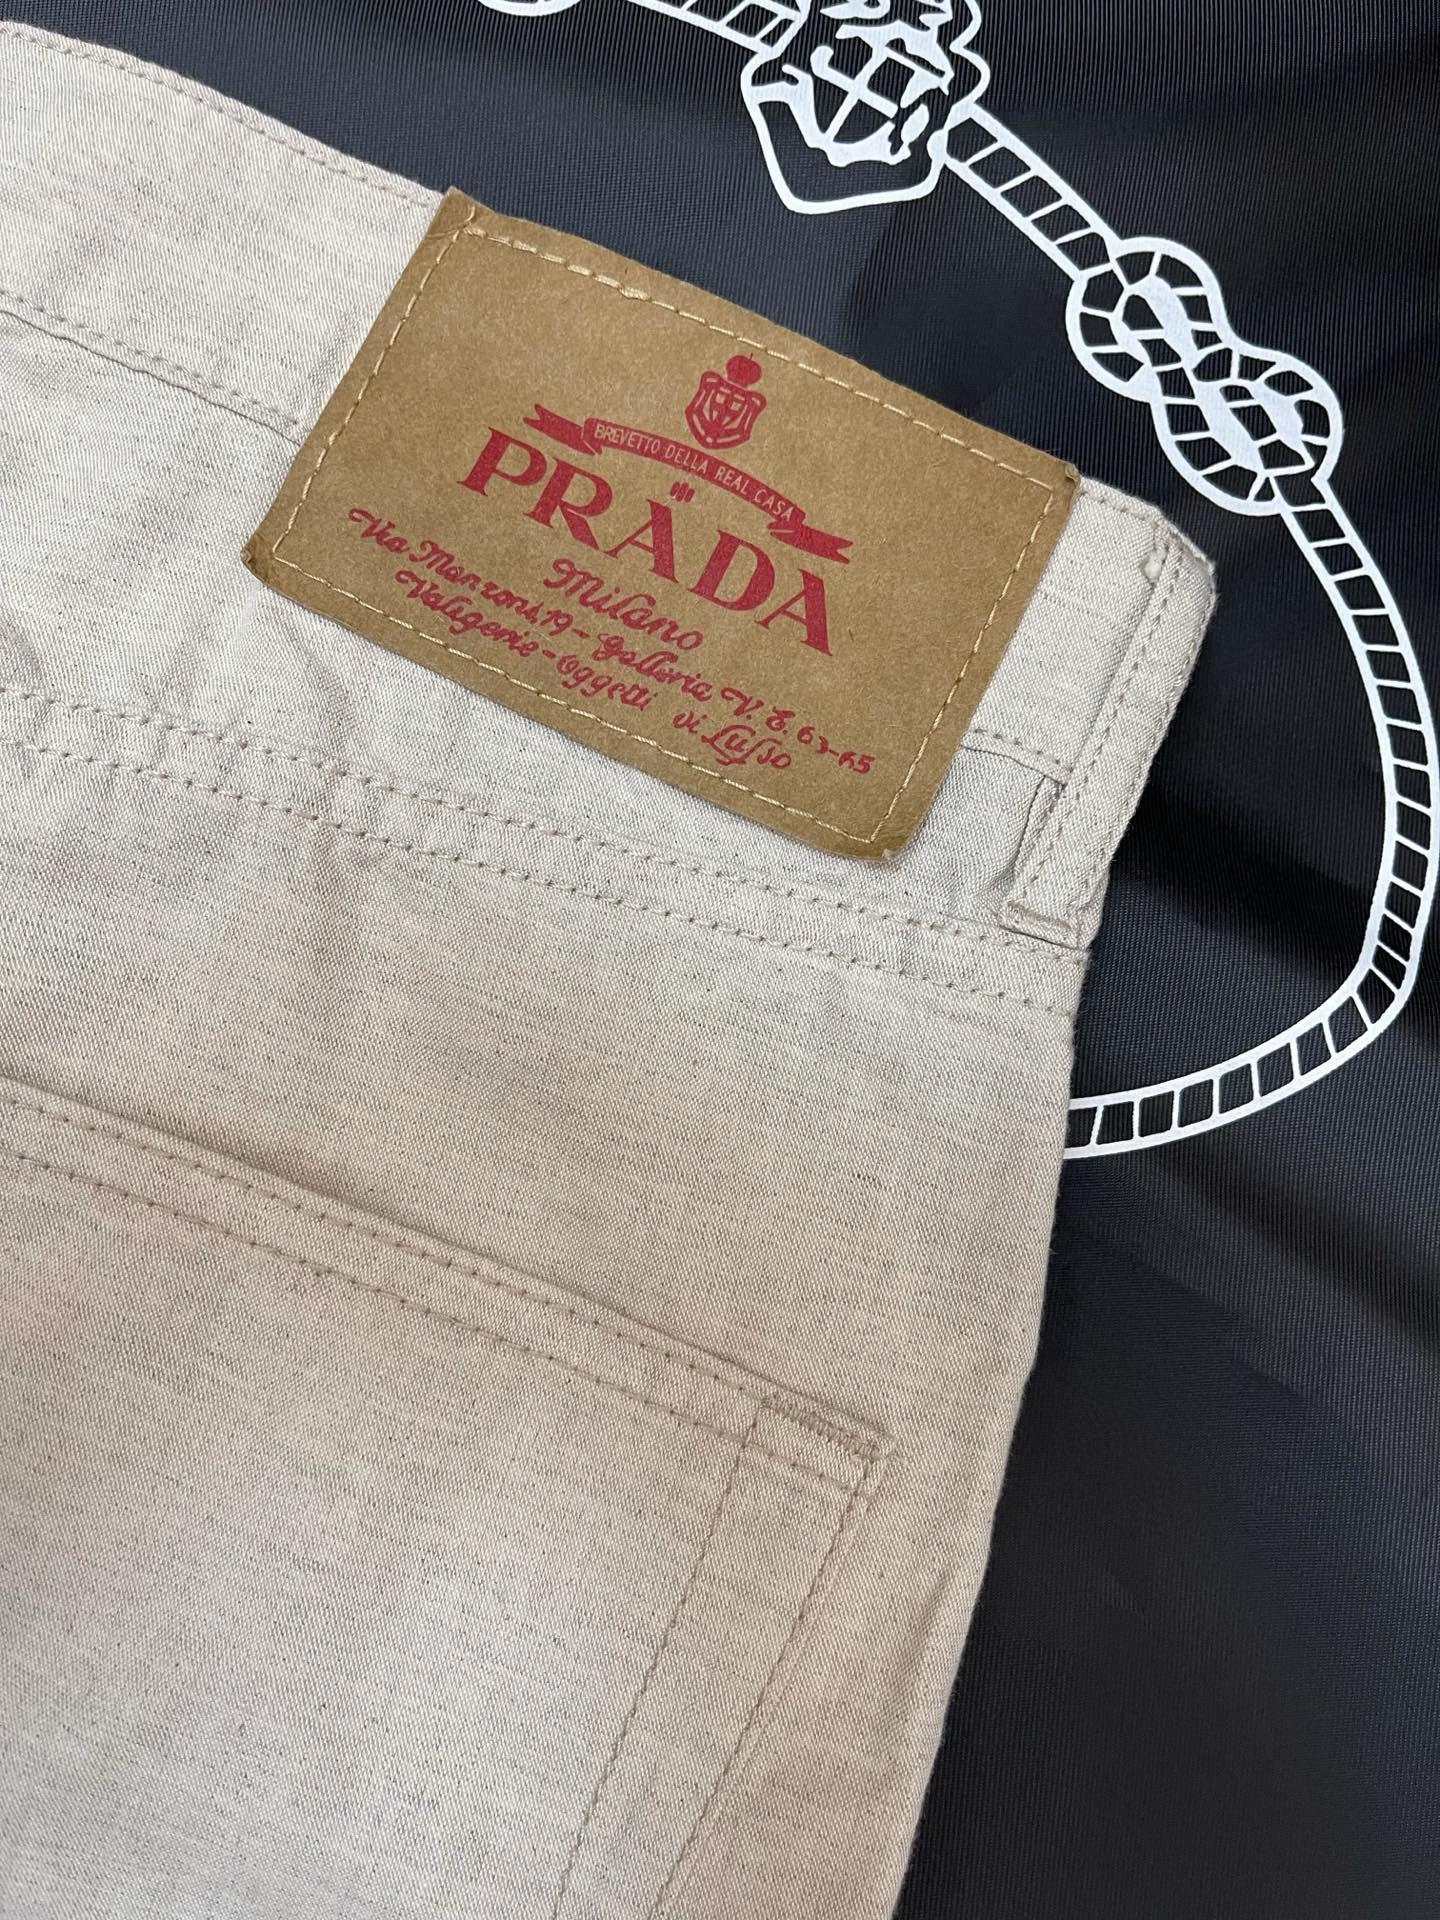 BREVETTO DELLA REAL CASA
PRADA
Milano
Via Manzoni, 19 - Galleria V. E. 63-65
Valigerie - Oggetti di Lusso